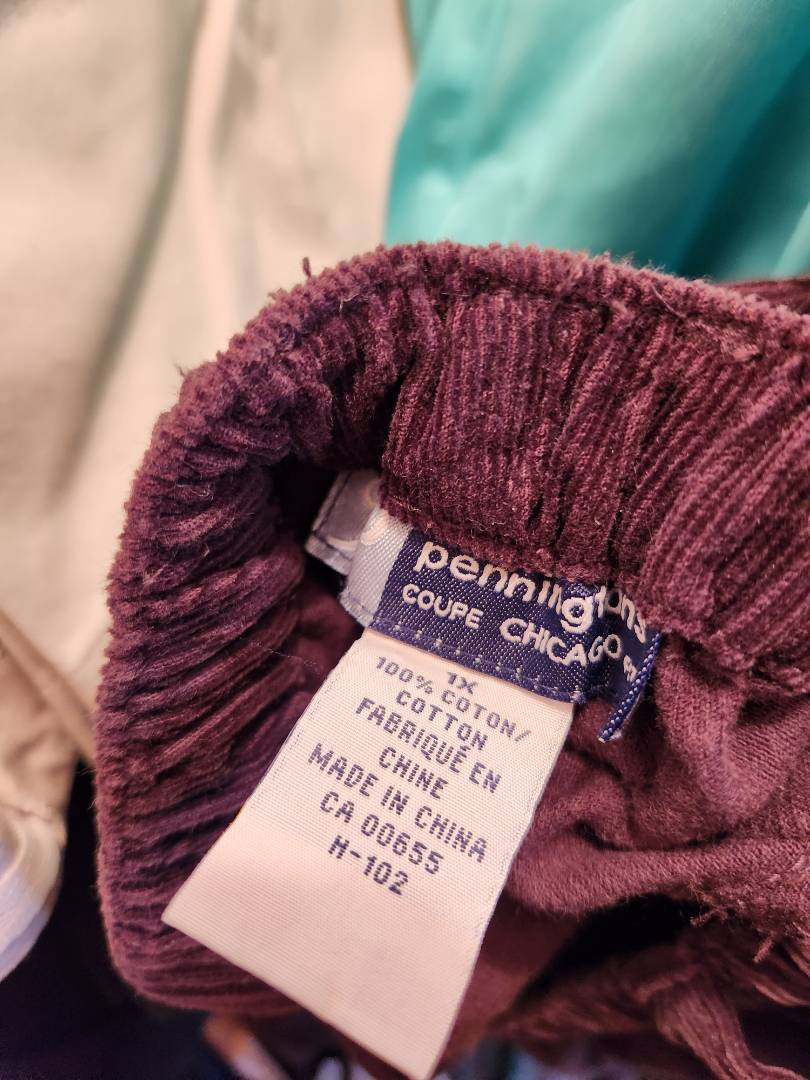 penningtons
COUPE CHICAGO
1X
100% COTON/
COTTON
FABRIQUÉ EN
CHINE
MADE IN CHINA
CA 00655
H-102